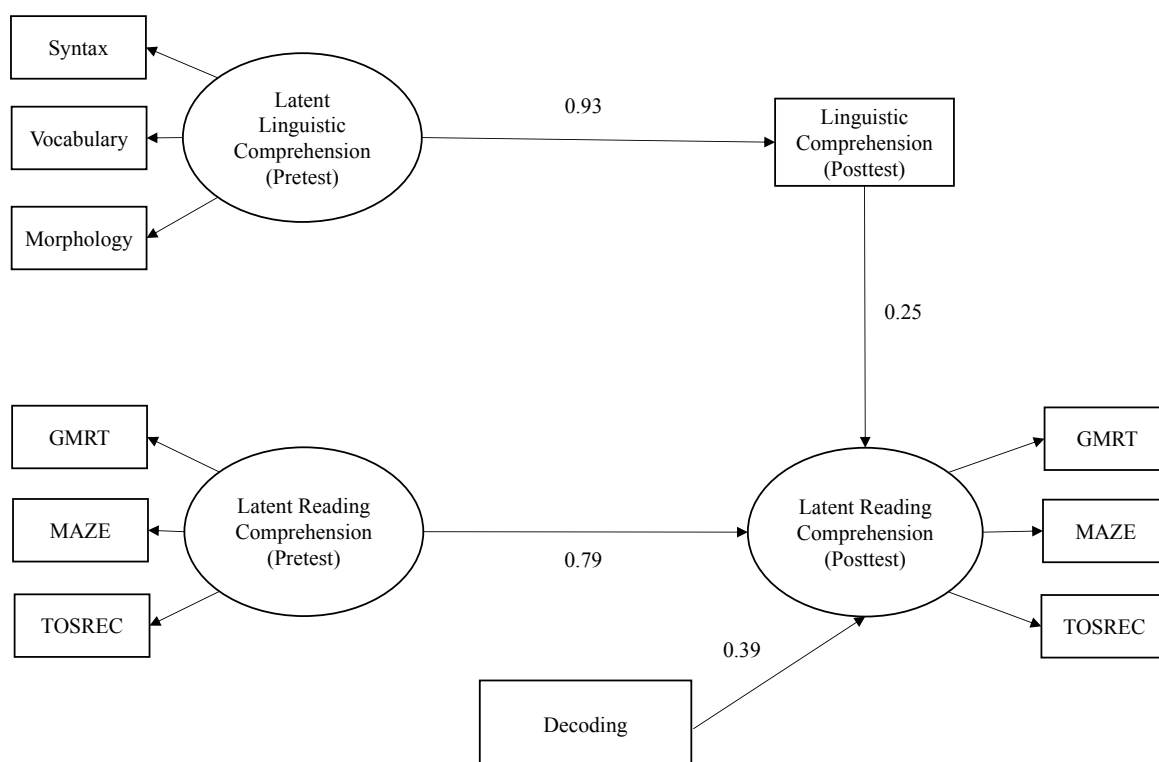 Syntax
Vocabulary
Morphology
Latent
Linguistic
Comprehension
(Pretest)
0.93
Linguistic
Comprehension
(Posttest)
0.25
GMRT
MAZE
TOSREC
Latent Reading
Comprehension
(Pretest)
0.79
Latent Reading
Comprehension
(Posttest)
GMRT
MAZE
TOSREC
0.39
Decoding